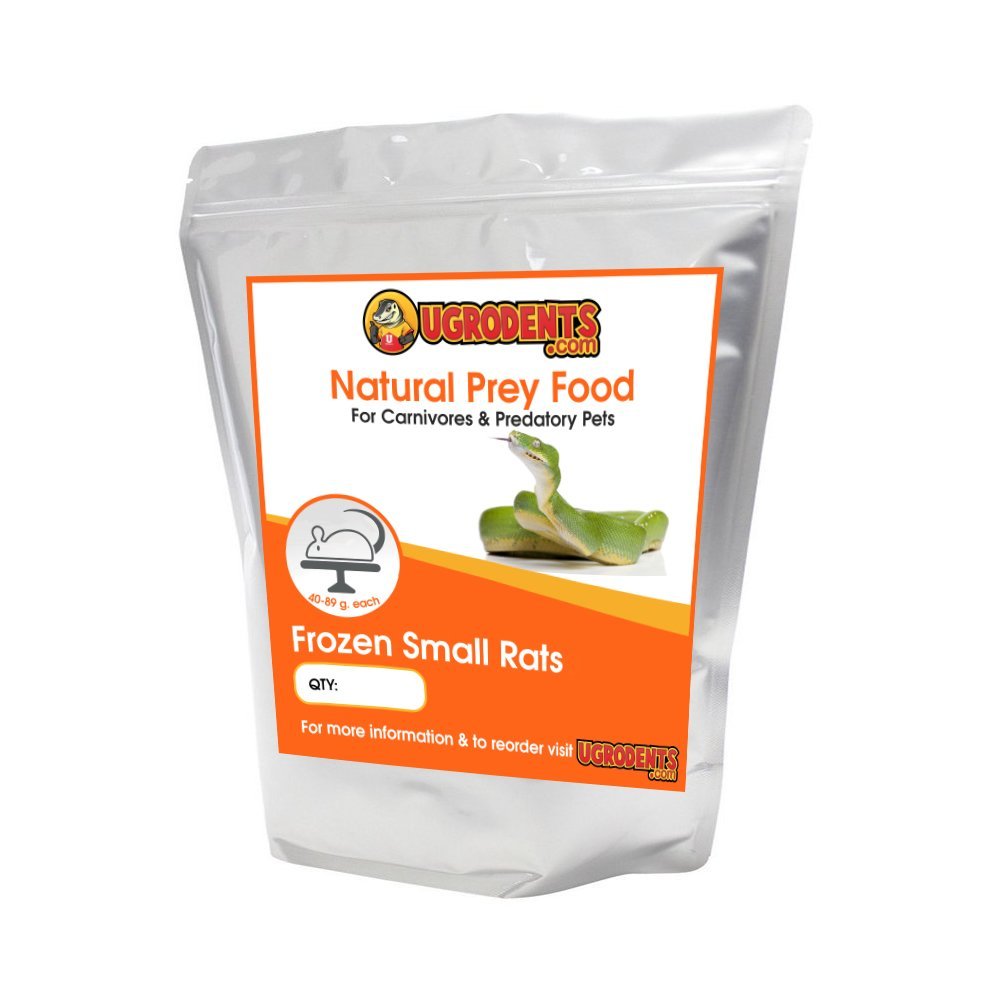 U
UGRODENTS
.com
Natural Prey Food
For Carnivores & Predatory Pets
40-89 g. each
Frozen Small Rats
QTY:
For more information & to reorder visit UGRODENTS
.com